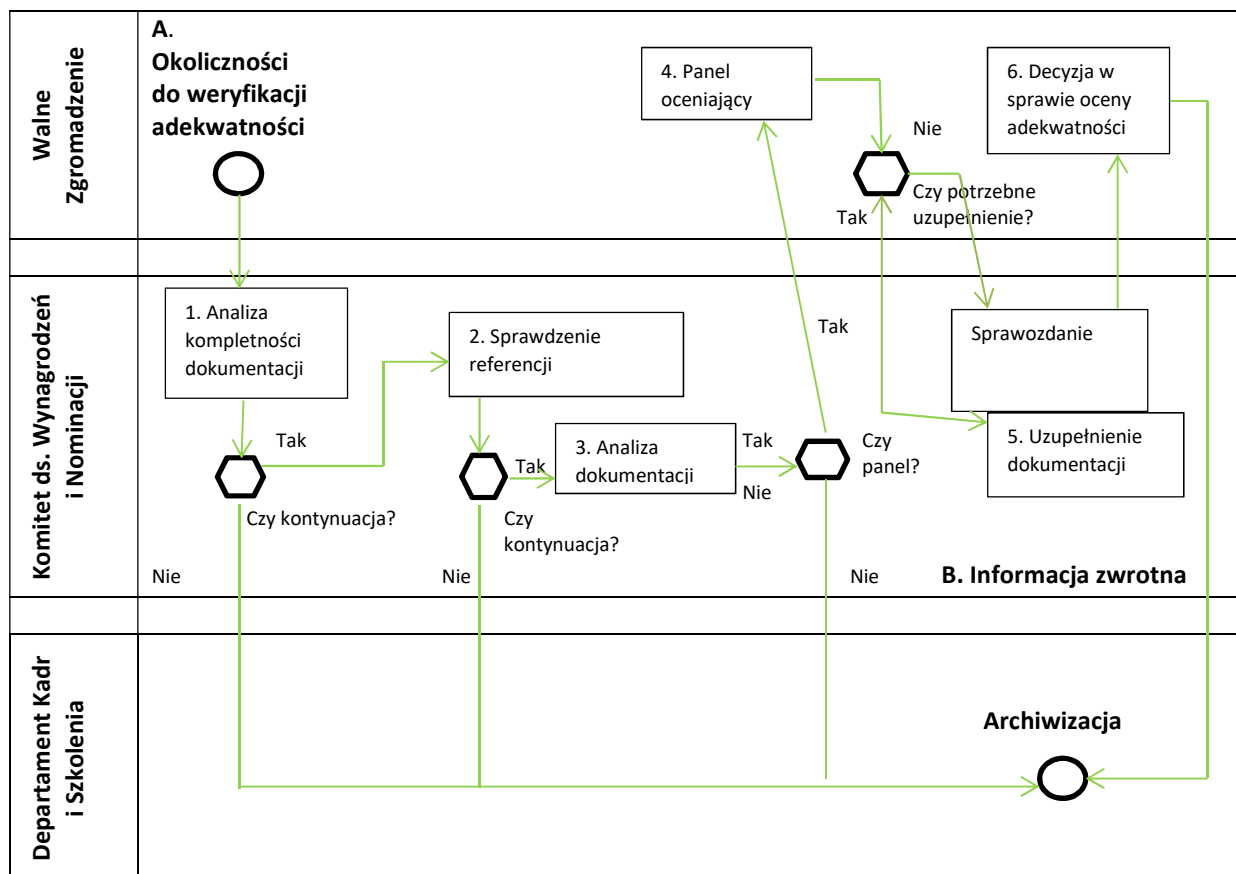 Walne
Zgromadzenie
A.
Okoliczności
do weryfikacji
adekwatności
4. Panel
oceniający
6. Decyzja w
sprawie oceny
adekwatności
Nie
Czy potrzebne
uzupełnienie?
Tak
Komitet ds. Wynagrodzeń
i Nominacji
1. Analiza
kompletności
dokumentacji
2. Sprawdzenie
referencji
Tak
Sprawozdanie
Tak
Czy kontynuacja?
Tak
3. Analiza
dokumentacji
Tak
Nie
Czy
panel?
5. Uzupełnienie
dokumentacji
Czy
kontynuacja?
Nie
Nie
Nie
B. Informacja zwrotna
Departament Kadr
i Szkolenia
Archiwizacja